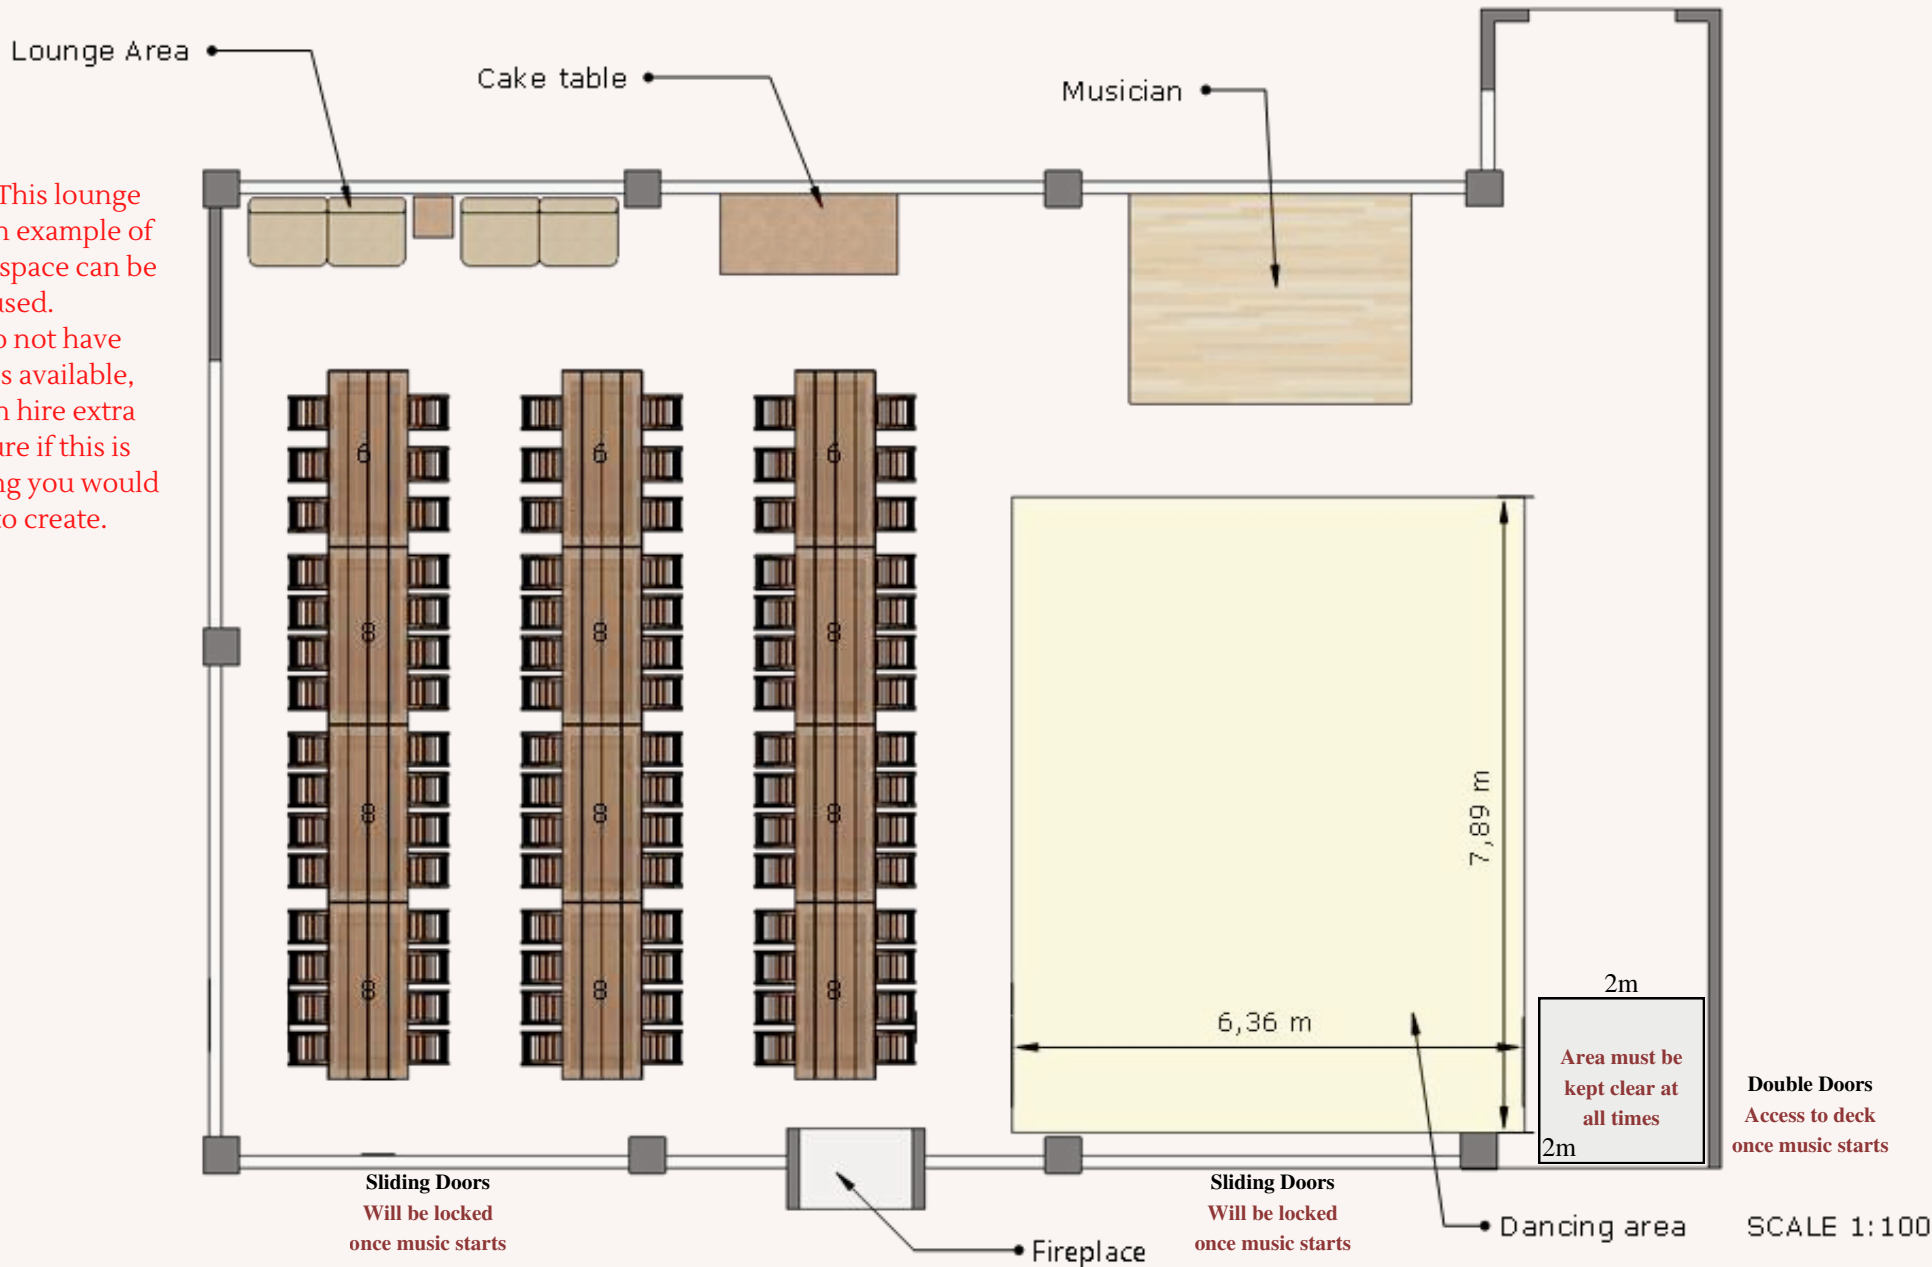 Lounge Area
Cake table
Musician
This lounge
example of
space can be
used.
not have
available,
hire extra
if this is
you would
to create.
6
6
6
8
8
8
8
8
8
8
8
8
7,89 m
6,36 m
2m
Area must be
kept clear at
all times
2m
Double Doors
Access to deck
once music starts
Sliding Doors
Will be locked
once music starts
Sliding Doors
Will be locked
once music starts
Fireplace
Dancing area
SCALE 1:100